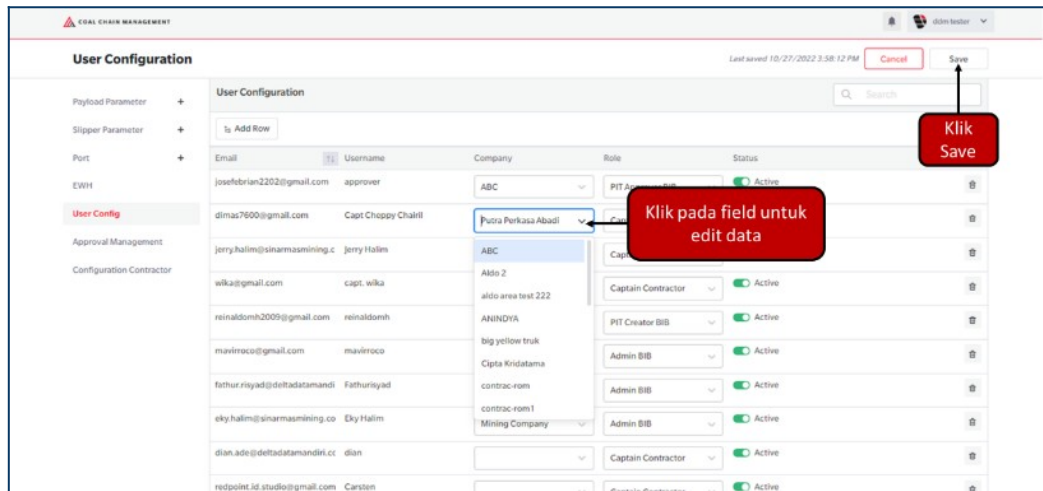 COAL CHAIN MANAGEMENT
ddm tester
User Configuration
Last saved 10/27/2022 3:58:12 PM
Cancel
Save
Payload Parameter +
Slipper Parameter +
Port +
EWH
User Config
Approval Management
Configuration Contractor
User Configuration
Search
Add Row
Klik
Save
Email Username Company Role Status
josefebrian2202@gmail.com approver ABC PIT Active
dimas7600@gmail.com Capt Cheppy Chairil Putra Perkasa Abadi
Klik pada field untuk
edit data
jerry.halim@sinarmasmining.c Jerry Halim
wika@gmail.com capt. wika Captain Contractor Active
reinaldomh2009@gmail.com reinaldomh PIT Creator BIB Active
mavirroco@gmail.com mavirroco Admin BIB Active
fathur.risyad@deltadatamandi Fathurisyad Admin BIB Active
eky.halim@sinarmasmining.co Eky Halim Mining Company Admin BIB Active
dian.ade@deltadatamandiri.cc dian Captain Contractor Active
redpoint.id.studio@gmail.com Carsten Captain Contractor Active
ABC
Aldo 2
aldo area test 222
ANINDYA
big yellow truk
Cipta Kridatama
contrac-rom
contrac-rom1